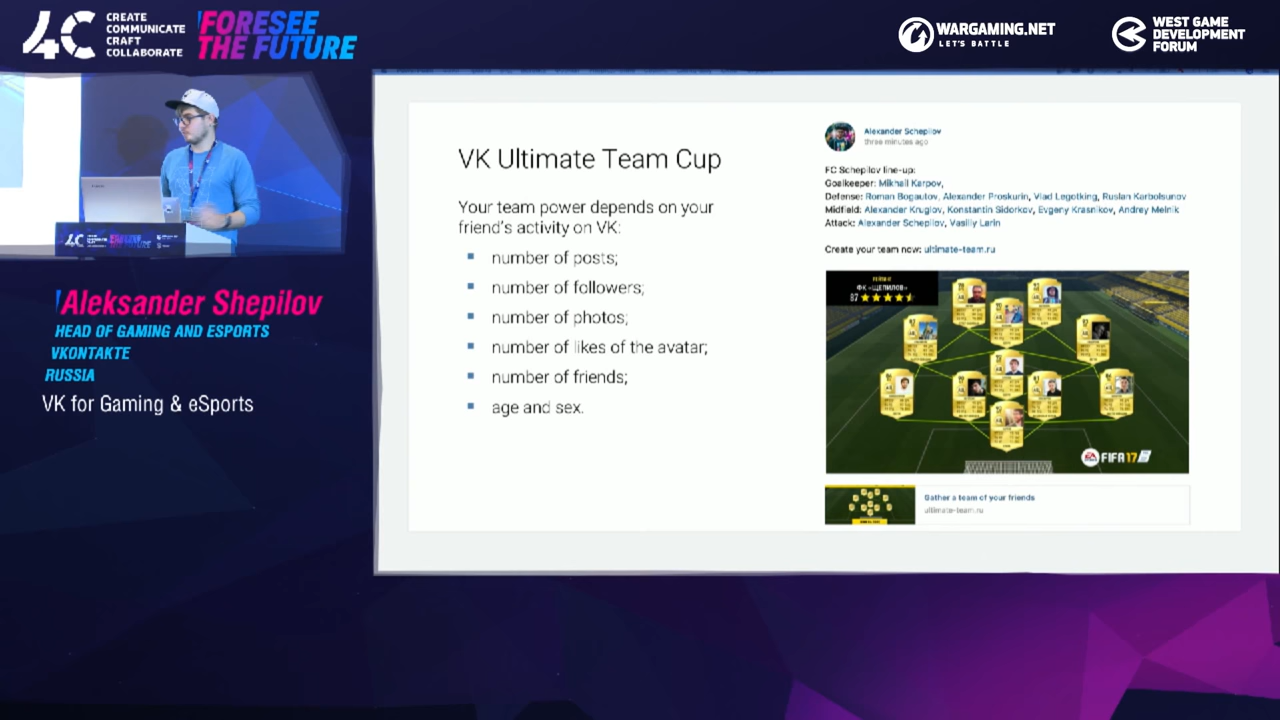 4C
CREATE
COMMUNICATE
CRAFT
COLLABORATE
FORESEE
THE FUTURE
WARGAMING.NET
LET'S BATTLE
WEST GAME
DEVELOPMENT
FORUM
Aleksander Shepilov
HEAD OF GAMING AND ESPORTS
VKONTAKTE
RUSSIA
VK for Gaming & eSports
VK Ultimate Team Cup
Your team power depends on your
friend's activity on VK:
number of posts;
number of followers;
number of photos;
number of likes of the avatar;
number of friends;
age and sex.
Alexander Schepilov
three minutes ago
FC Schepilov line-up:
Goalkeeper: Mikhail Karpov,
Defense: Roman Bogautov, Alexander Proskurin, Vlad Legotking, Ruslan Karbolsunov
Midfield: Alexander Kruglov, Konstantin Sidorkov, Evgeny Krasnikov, Andrey Melnik
Attack: Alexander Schepilov, Vasiliy Larin
Create your team now: ultimate-team.ru
ФК «ЩЕПИЛОВ»
87
EA FIFA 17
Gather a team of your friends
ultimate-team.ru